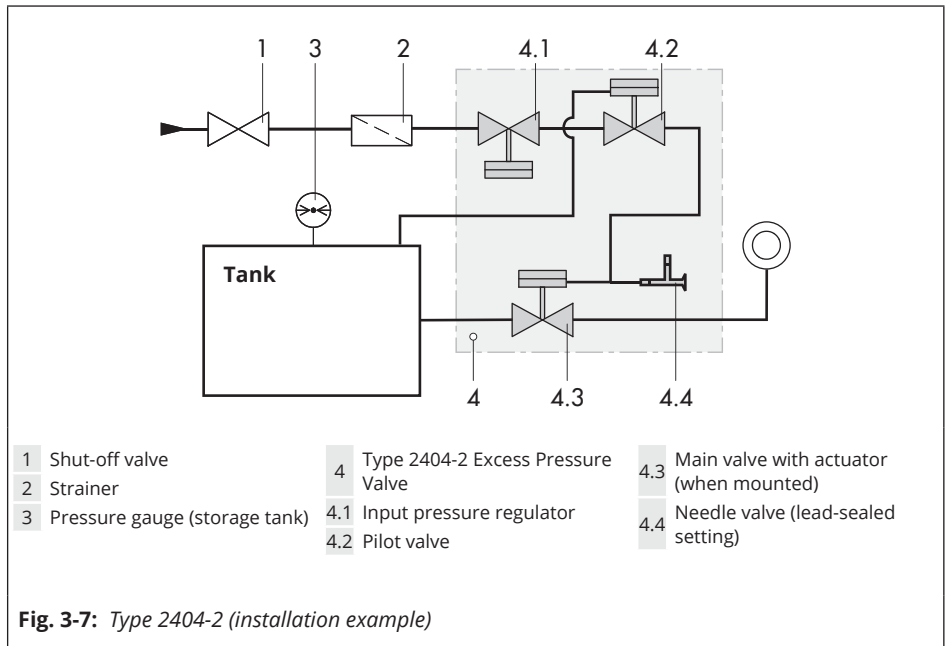 1 3 2 4.1 4.2
Tank
4 4.3 4.4
1 Shut-off valve
2 Strainer
3 Pressure gauge (storage tank)
4 Type 2404-2 Excess Pressure
Valve
4.1 Input pressure regulator
4.2 Pilot valve
4.3 Main valve with actuator
(when mounted)
4.4 Needle valve (lead-sealed
setting)
Fig. 3-7: Type 2404-2 (installation example)